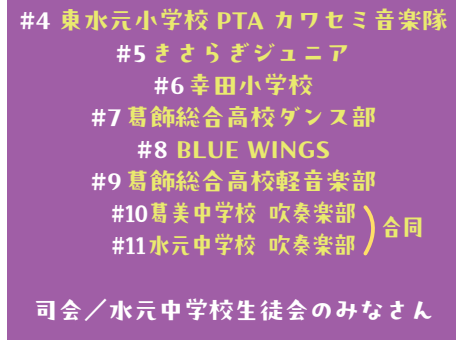 #4 東水元小学校 PTA カワセミ音楽隊
#5 きさらぎジュニア
#6 幸田小学校
#7 葛飾総合高校ダンス部
#8 BLUE WINGS
#9 葛飾総合高校軽音楽部
#10葛美中学校 吹奏楽部
合同
#11水元中学校 吹奏楽部
司会／水元中学校生徒会のみなさん